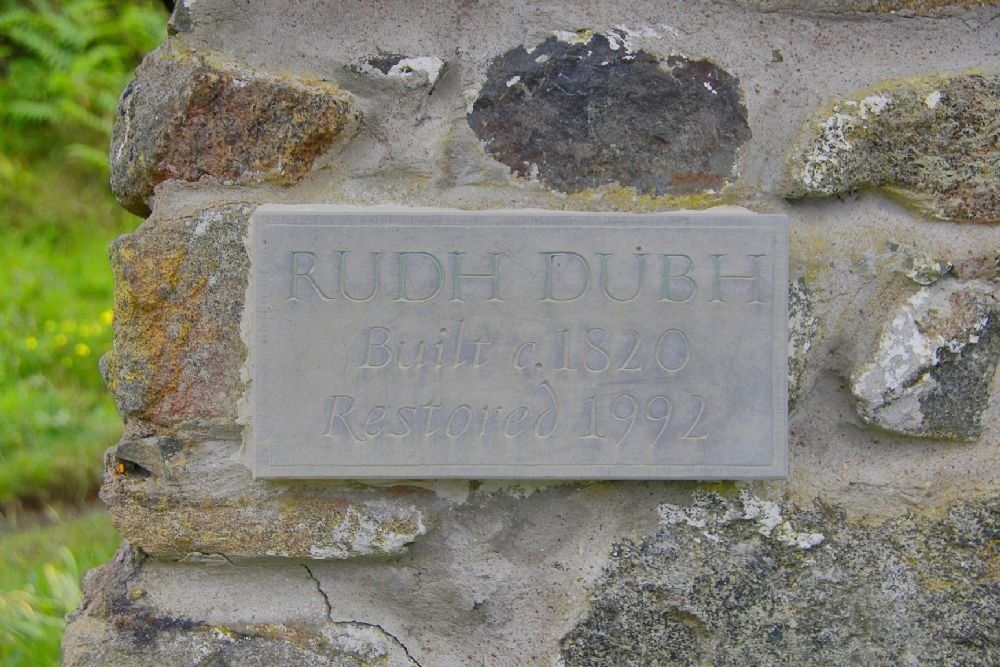 RUDH DUBH
Built c. 1820
Restored 1992